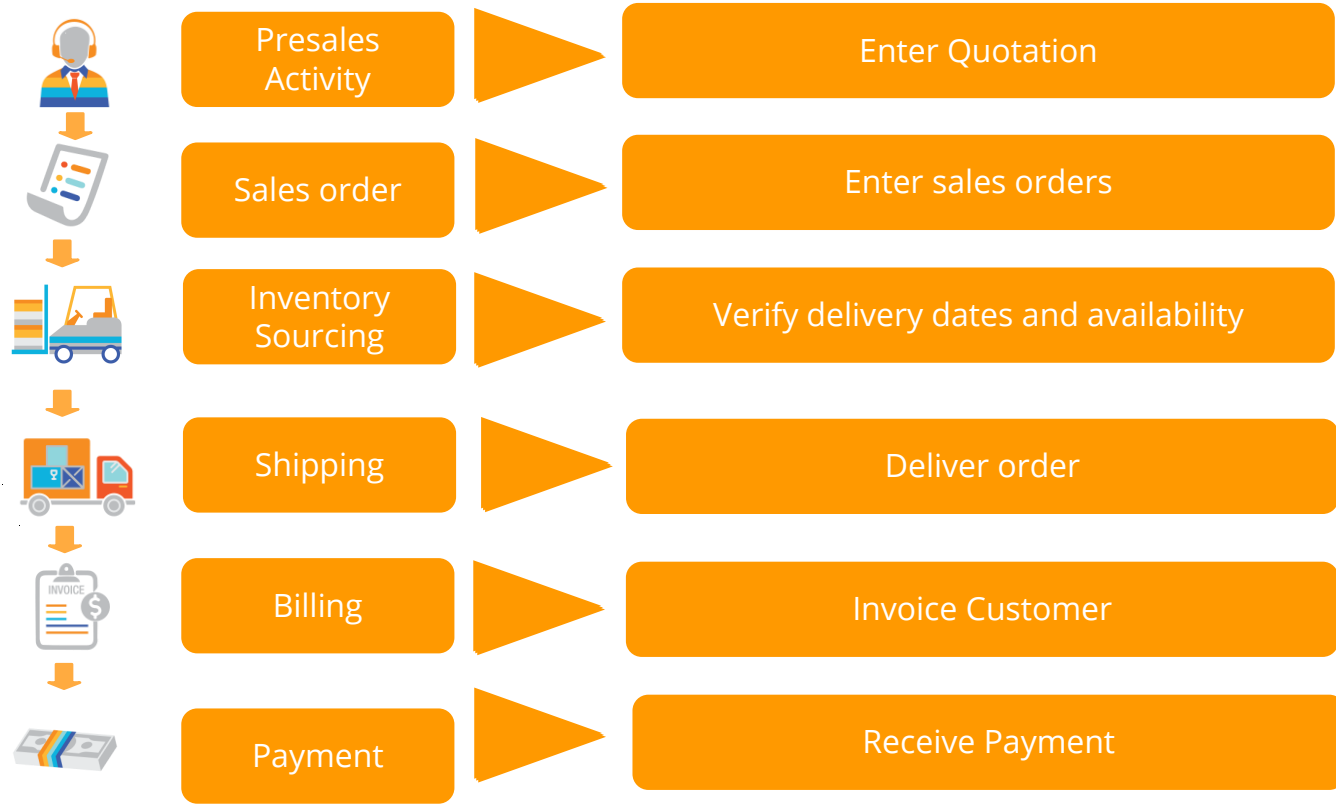 Presales
Activity
Enter Quotation
Sales order
Enter sales orders
Inventory
Sourcing
Verify delivery dates and availability
Shipping
Deliver order
INVOICE
$
Billing
Invoice Customer
Payment
Receive Payment